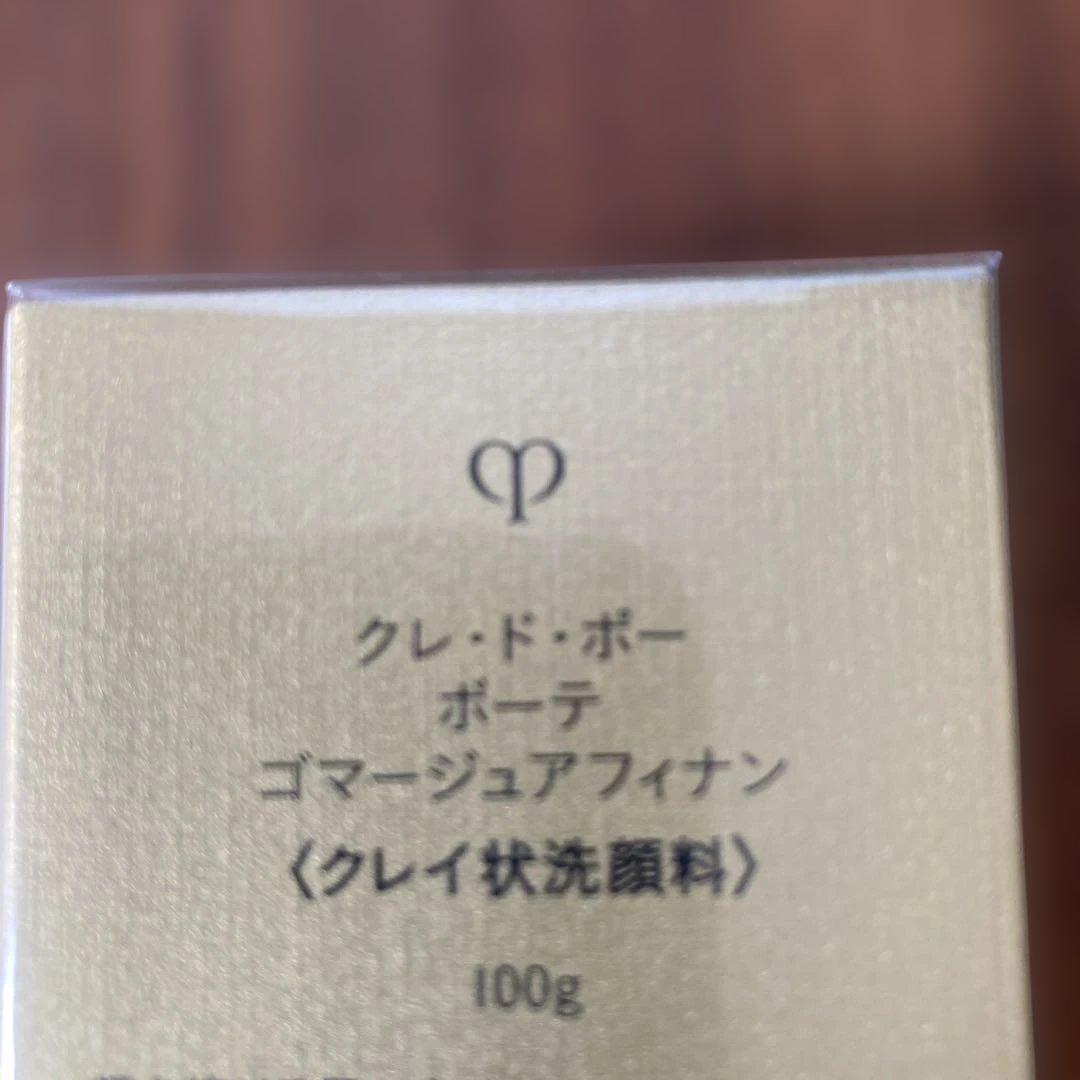 クレ・ド・ポー
ボーテ
ゴマージュアフィナン
〈クレイ状洗顔料〉
100g